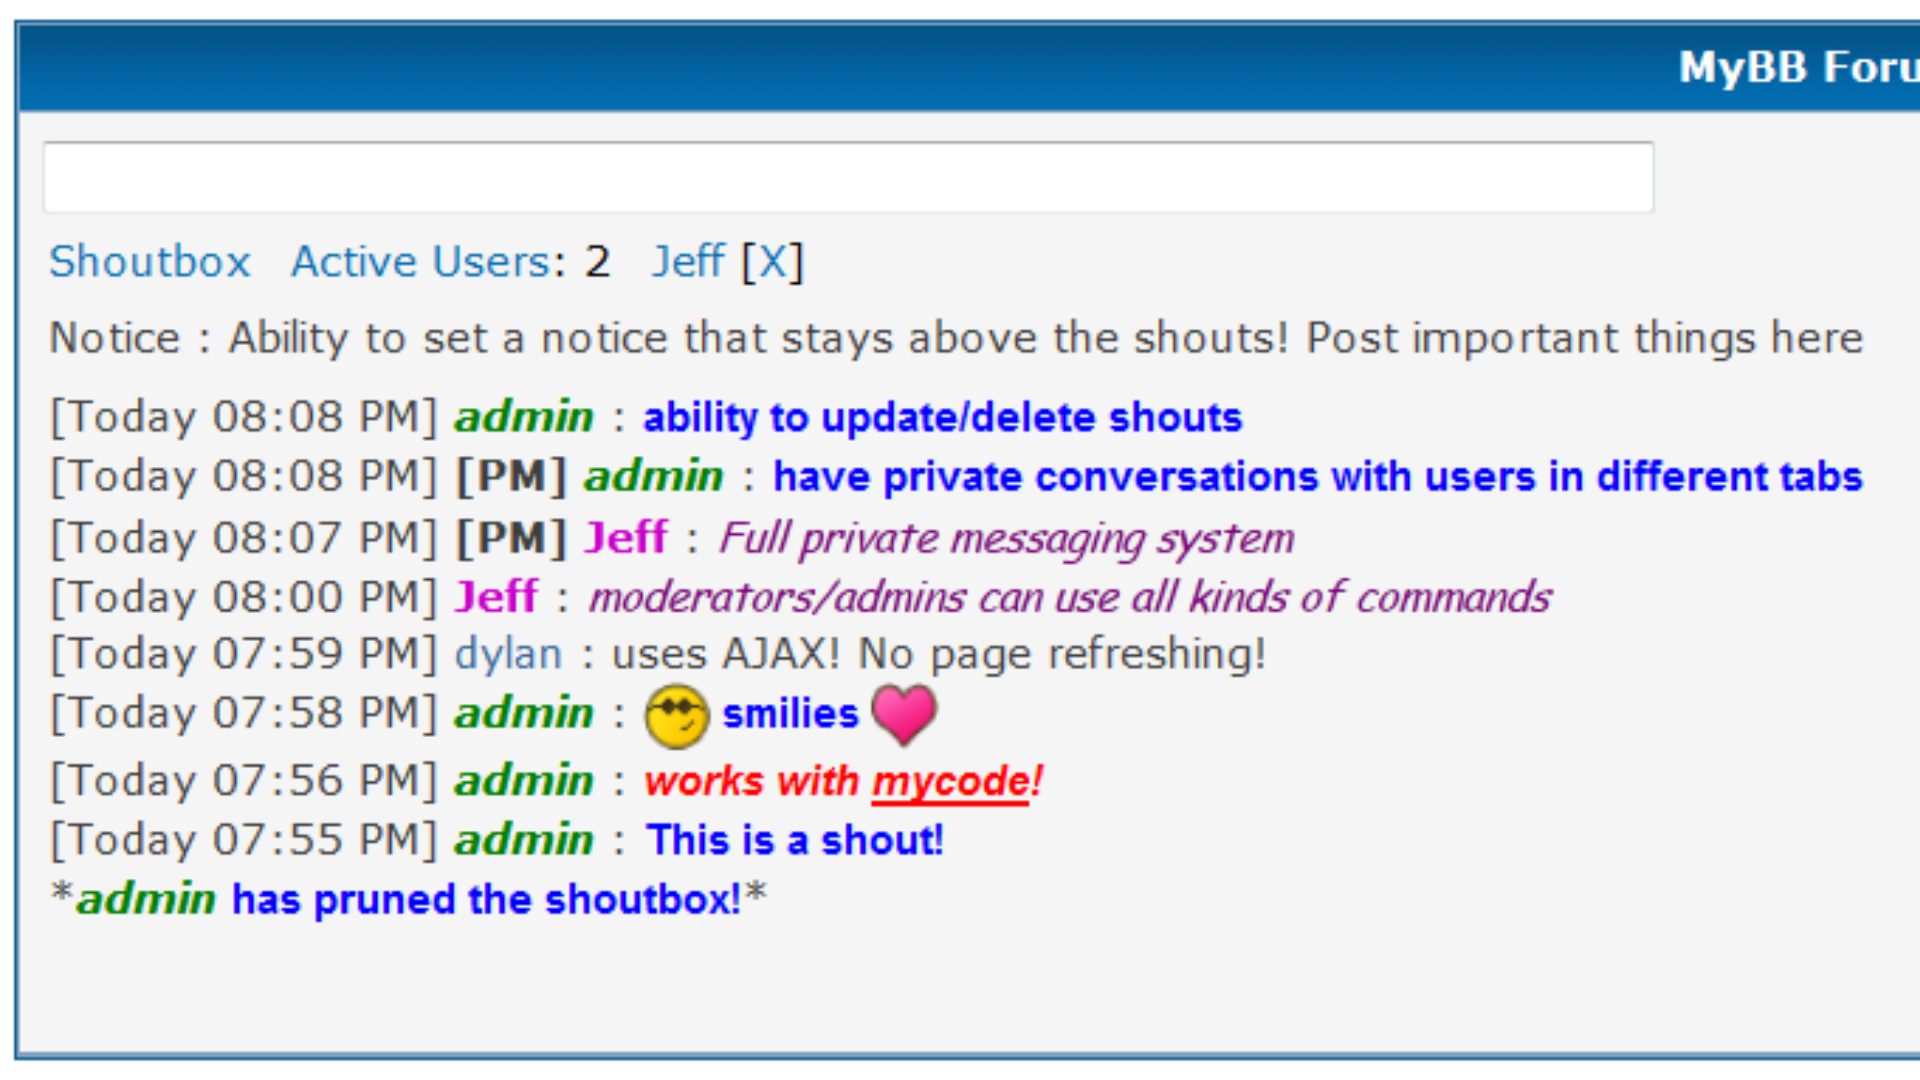 MyBB Foru
Shoutbox Active Users: 2 Jeff [X]
Notice : Ability to set a notice that stays above the shouts! Post important things here
[Today 08:08 PM] admin : ability to update/delete shouts
[Today 08:08 PM] [PM] admin : have private conversations with users in different tabs
[Today 08:07 PM] [PM] Jeff : Full private messaging system
[Today 08:00 PM] Jeff : moderators/admins can use all kinds of commands
[Today 07:59 PM] dylan : uses AJAX! No page refreshing!
[Today 07:58 PM] admin : smilies
[Today 07:56 PM] admin : works with mycode!
[Today 07:55 PM] admin : This is a shout!
*admin has pruned the shoutbox!*